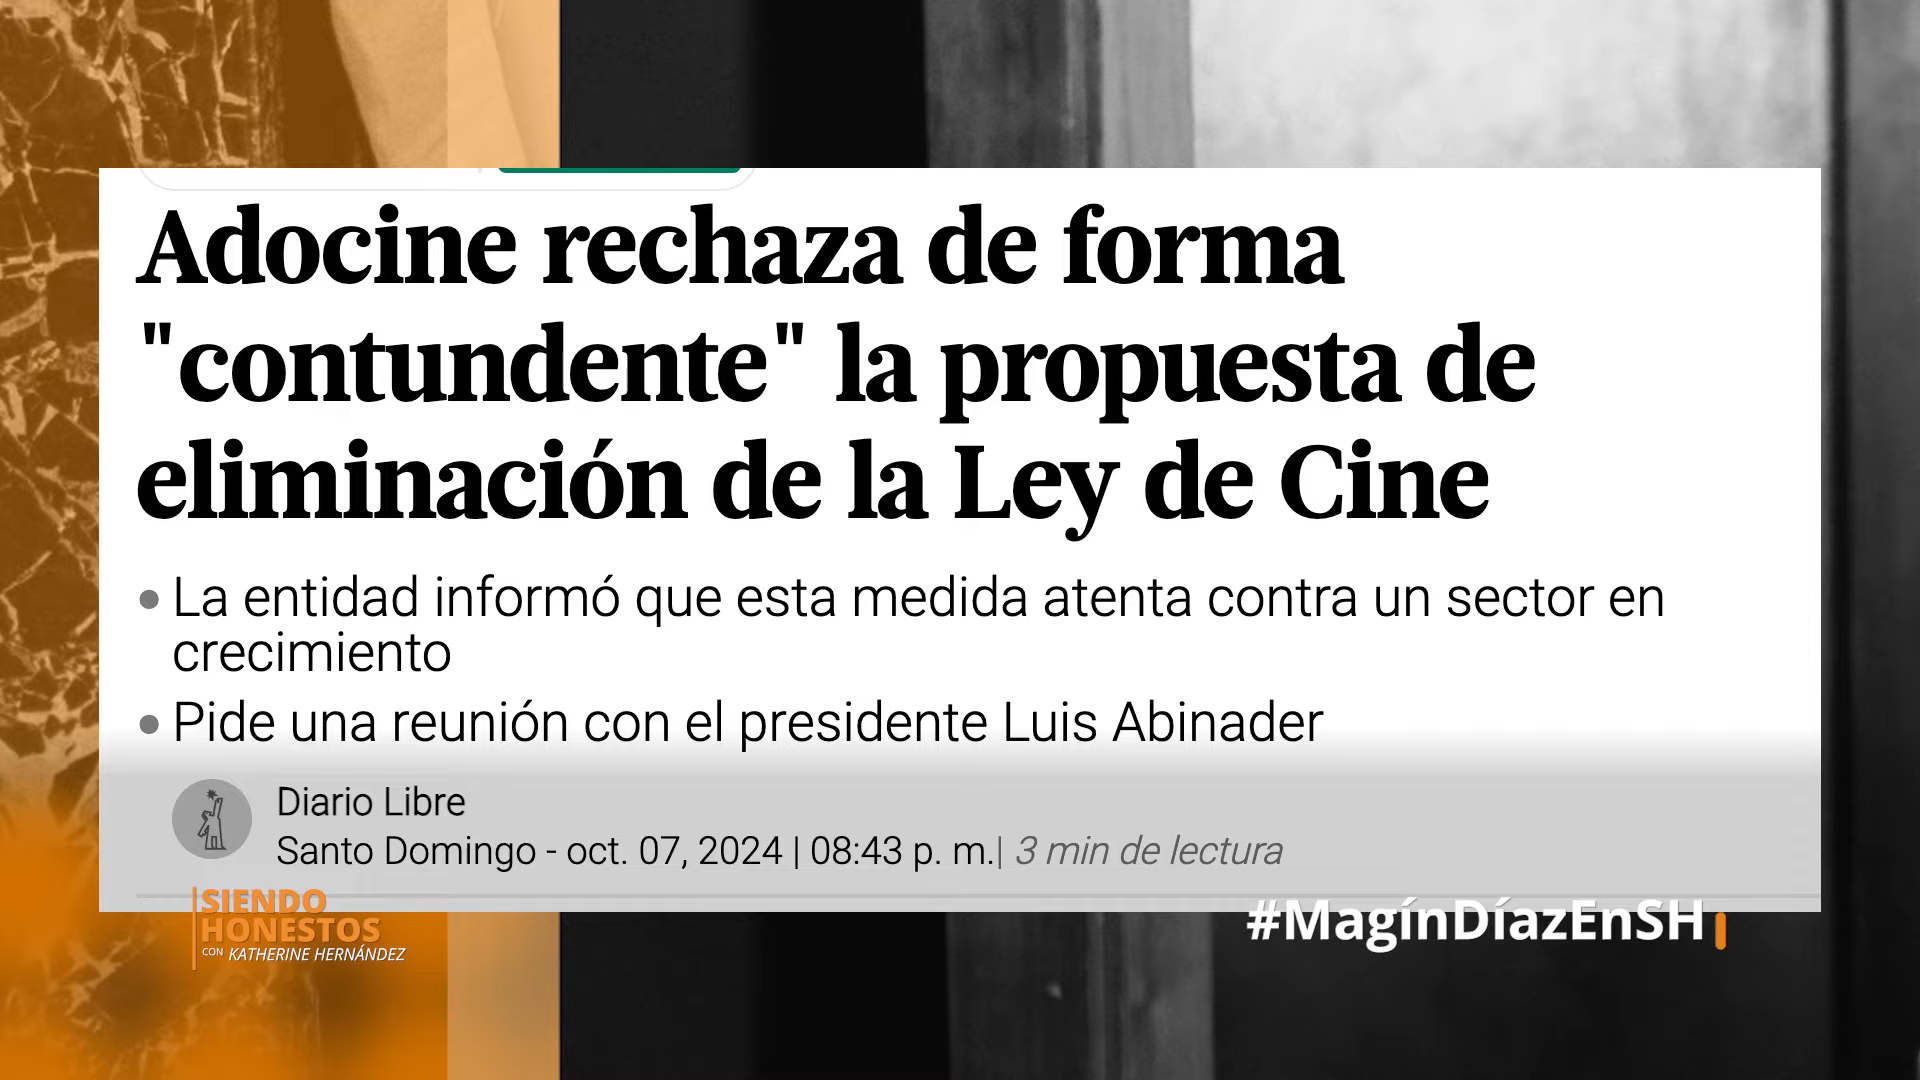 Adocine rechaza de forma
"contundente" la propuesta de
eliminación de la Ley de Cine
• La entidad informó que esta medida atenta contra un sector en
crecimiento
• Pide una reunión con el presidente Luis Abinader
Diario Libre
Santo Domingo - oct. 07, 2024 | 08:43 p. m.| 3 min de lectura
SIENDO
HONESTOS
CON KATHERINE HERNÁNDEZ
#MagínDíazEnSH